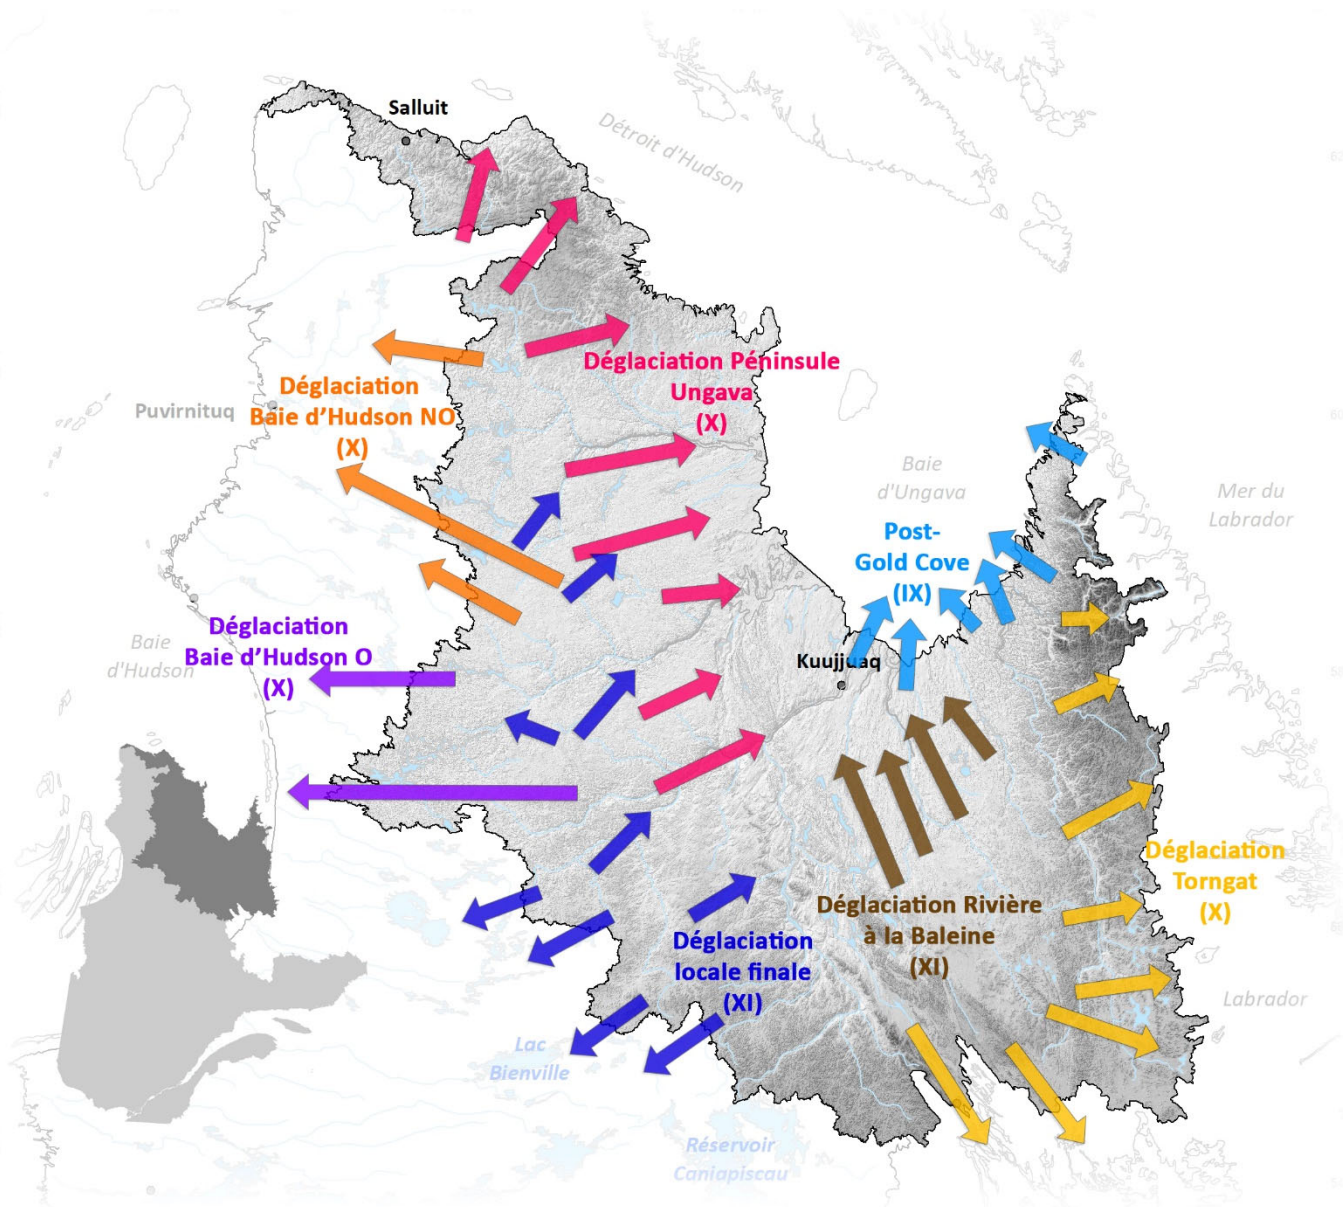 Salluit
Détroit d'Hudson
Déglaciation Péninsule
Ungava
(X)
Déglaciation
Baie d'Hudson NO
(X)
Puvirnituq
Baie
d'Ungava
Mer du
Labrador
Post-
Gold Cove
(IX)
Déglaciation
Baie d'Hudson O
(X)
Baie
d'Hudson
Kuujjuaq
Déglaciation
Torngat
(X)
Déglaciation Rivière
à la Baleine
(XI)
Déglaciation
locale finale
(XI)
Labrador
Lac
Bienville
Réservoir
Caniapiscau